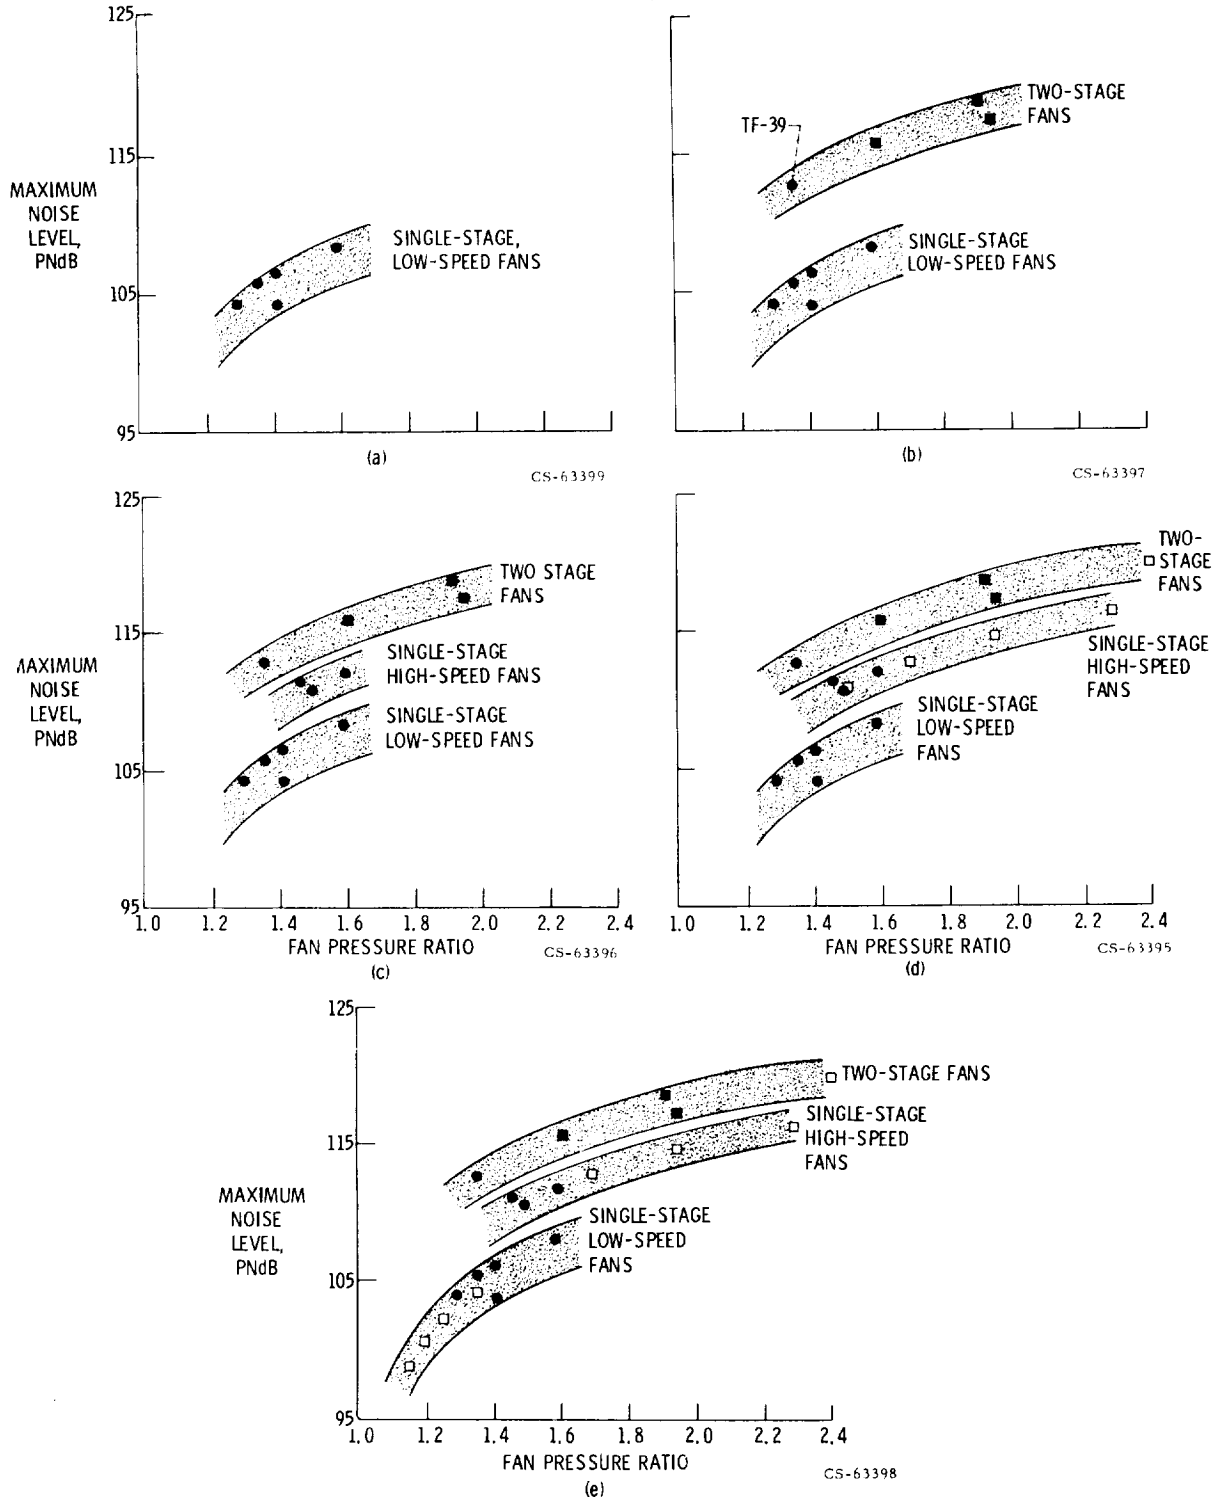 125
115
105
95
MAXIMUM
NOISE
LEVEL,
PNdB
SINGLE-STAGE,
LOW-SPEED FANS
(a)
CS-63399
TF-39
TWO-STAGE
FANS
SINGLE-STAGE
LOW-SPEED FANS
(b)
CS-63397
125
115
105
95
MAXIMUM
NOISE
LEVEL,
PNdB
TWO STAGE
FANS
SINGLE-STAGE
HIGH-SPEED FANS
SINGLE-STAGE
LOW-SPEED FANS
1.0 1.2 1.4 1.6 1.8 2.0 2.2 2.4
FAN PRESSURE RATIO
CS-63396
(c)
TWO-
STAGE
FANS
SINGLE-STAGE
HIGH-SPEED
FANS
SINGLE-STAGE
LOW-SPEED
FANS
1.0 1.2 1.4 1.6 1.8 2.0 2.2 2.4
FAN PRESSURE RATIO
CS-63395
(d)
125
115
105
95
MAXIMUM
NOISE
LEVEL,
PNdB
TWO-STAGE FANS
SINGLE-STAGE
HIGH-SPEED
FANS
SINGLE-STAGE
LOW-SPEED
FANS
1.0 1.2 1.4 1.6 1.8 2.0 2.2 2.4
FAN PRESSURE RATIO
CS-63398
(e)